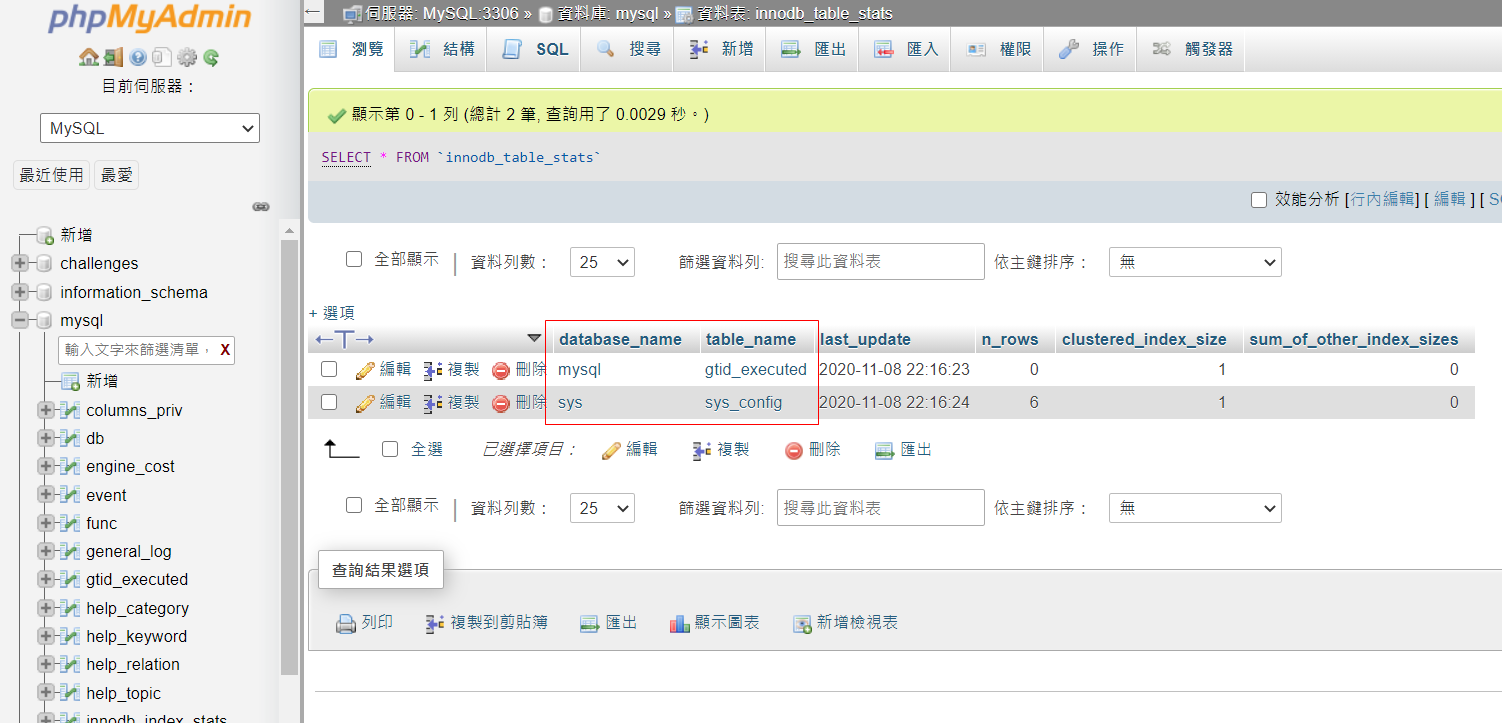 phpMyAdmin
目前伺服器：
MySQL
最近使用 最愛
新增
challenges
information_schema
mysql
輸入文字來篩選清單， X
新增
columns_priv
db
engine_cost
event
func
general_log
gtid_executed
help_category
help_keyword
help_relation
help_topic
innodb_index_stats
← 伺服器: MySQL:3306 » 資料庫: mysql » 資料表: innodb_table_stats
瀏覽 結構 SQL 搜尋 新增 匯出 匯入 權限 操作 觸發器
顯示第 0 - 1 列 (總計 2 筆, 查詢用了 0.0029 秒。)
SELECT * FROM `innodb_table_stats`
效能分析 [行內編輯] [ 編輯 ] [
全部顯示 | 資料列數： 25 篩選資料列: 搜尋此資料表 依主鍵排序： 無
+ 選項
←T→ database_name table_name last_update n_rows clustered_index_size sum_of_other_index_sizes
編輯 複製 刪除 mysql gtid_executed 2020-11-08 22:16:23 0 1 0
編輯 複製 刪除 sys sys_config 2020-11-08 22:16:24 6 1 0
全選 已選擇項目： 編輯 複製 刪除 匯出
全部顯示 | 資料列數： 25 篩選資料列: 搜尋此資料表 依主鍵排序： 無
查詢結果選項
列印 複製到剪貼簿 匯出 顯示圖表 新增檢視表